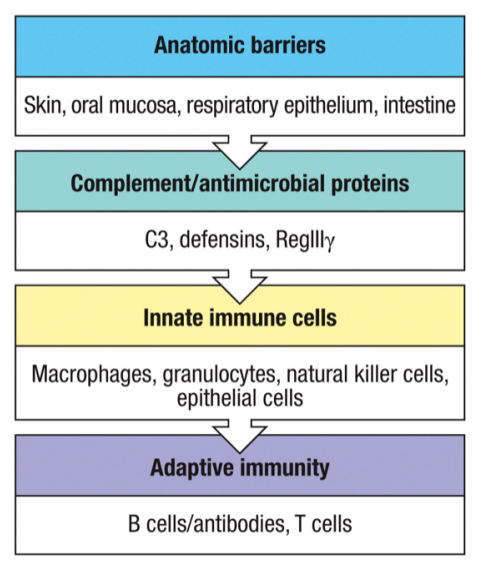 Anatomic barriers
Skin, oral mucosa, respiratory epithelium, intestine
Complement/antimicrobial proteins
C3, defensins, RegIIIγ
Innate immune cells
Macrophages, granulocytes, natural killer cells,
epithelial cells
Adaptive immunity
B cells/antibodies, T cells